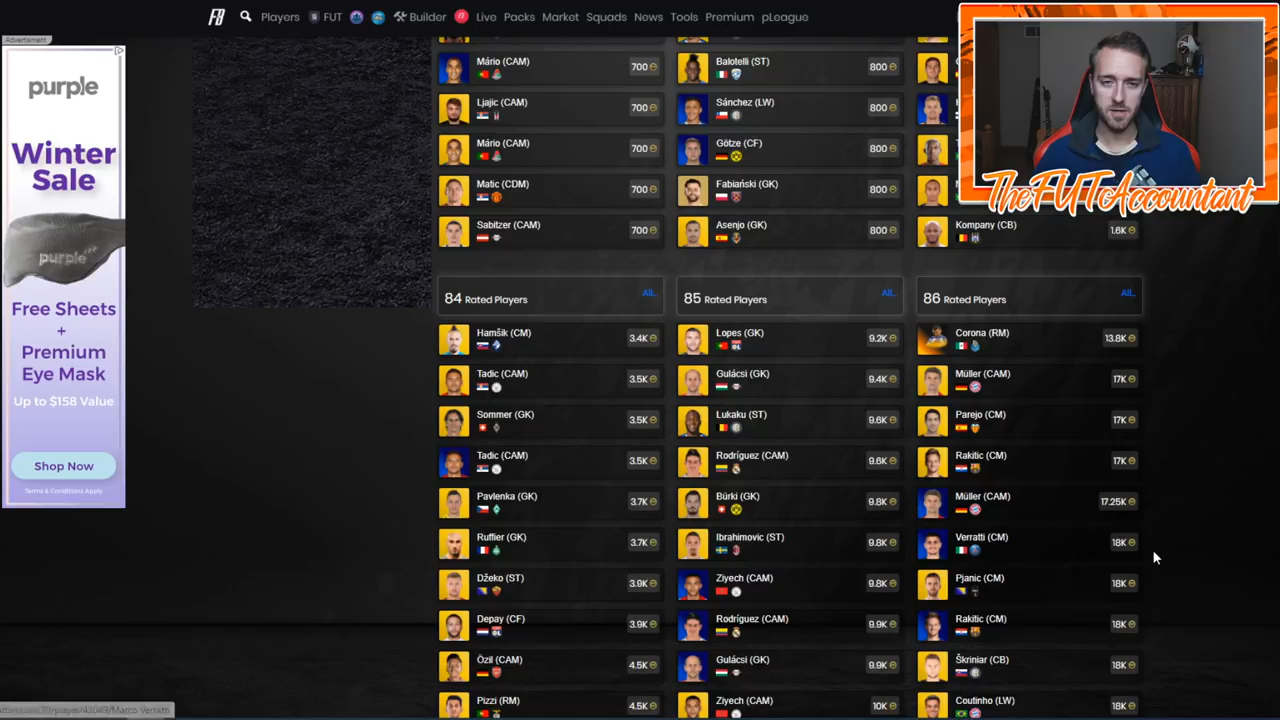 FB Players FUT Builder Live Packs Market Squads News Tools Premium pLeague
Advertisment
purple
Winter
Sale
purple
Free Sheets
+
Premium
Eye Mask
Up to $158 Value
Shop Now
Terms & Conditions Apply
Mário (CAM) 700
Ljajic (CAM) 700
Mário (CAM) 700
Matic (CDM) 700
Sabitzer (CAM) 700
Balotelli (ST) 800
Sánchez (LW) 800
Götze (CF) 800
Fabiański (GK) 800
Asenjo (GK) 800
Kompany (CB) 1.6K
TheFUTAccountant
84 Rated Players All..
Hamšik (CM) 3.4K
Tadic (CAM) 3.5K
Sommer (GK) 3.5K
Tadic (CAM) 3.5K
Pavlenka (GK) 3.7K
Ruffier (GK) 3.7K
Džeko (ST) 3.9K
Depay (CF) 3.9K
Özil (CAM) 4.5K
Pizzi (RM) 4.5K
85 Rated Players All..
Lopes (GK) 9.2K
Gulácsi (GK) 9.4K
Lukaku (ST) 9.6K
Rodríguez (CAM) 9.6K
Bürki (GK) 9.8K
Ibrahimovic (ST) 9.8K
Ziyech (CAM) 9.8K
Rodríguez (CAM) 9.9K
Gulácsi (GK) 9.9K
Ziyech (CAM) 10K
86 Rated Players All..
Corona (RM) 13.8K
Müller (CAM) 17K
Parejo (CM) 17K
Rakitic (CM) 17K
Müller (CAM) 17.25K
Verratti (CM) 18K
Pjanic (CM) 18K
Rakitic (CM) 18K
Škriniar (CB) 18K
Coutinho (LW) 18K